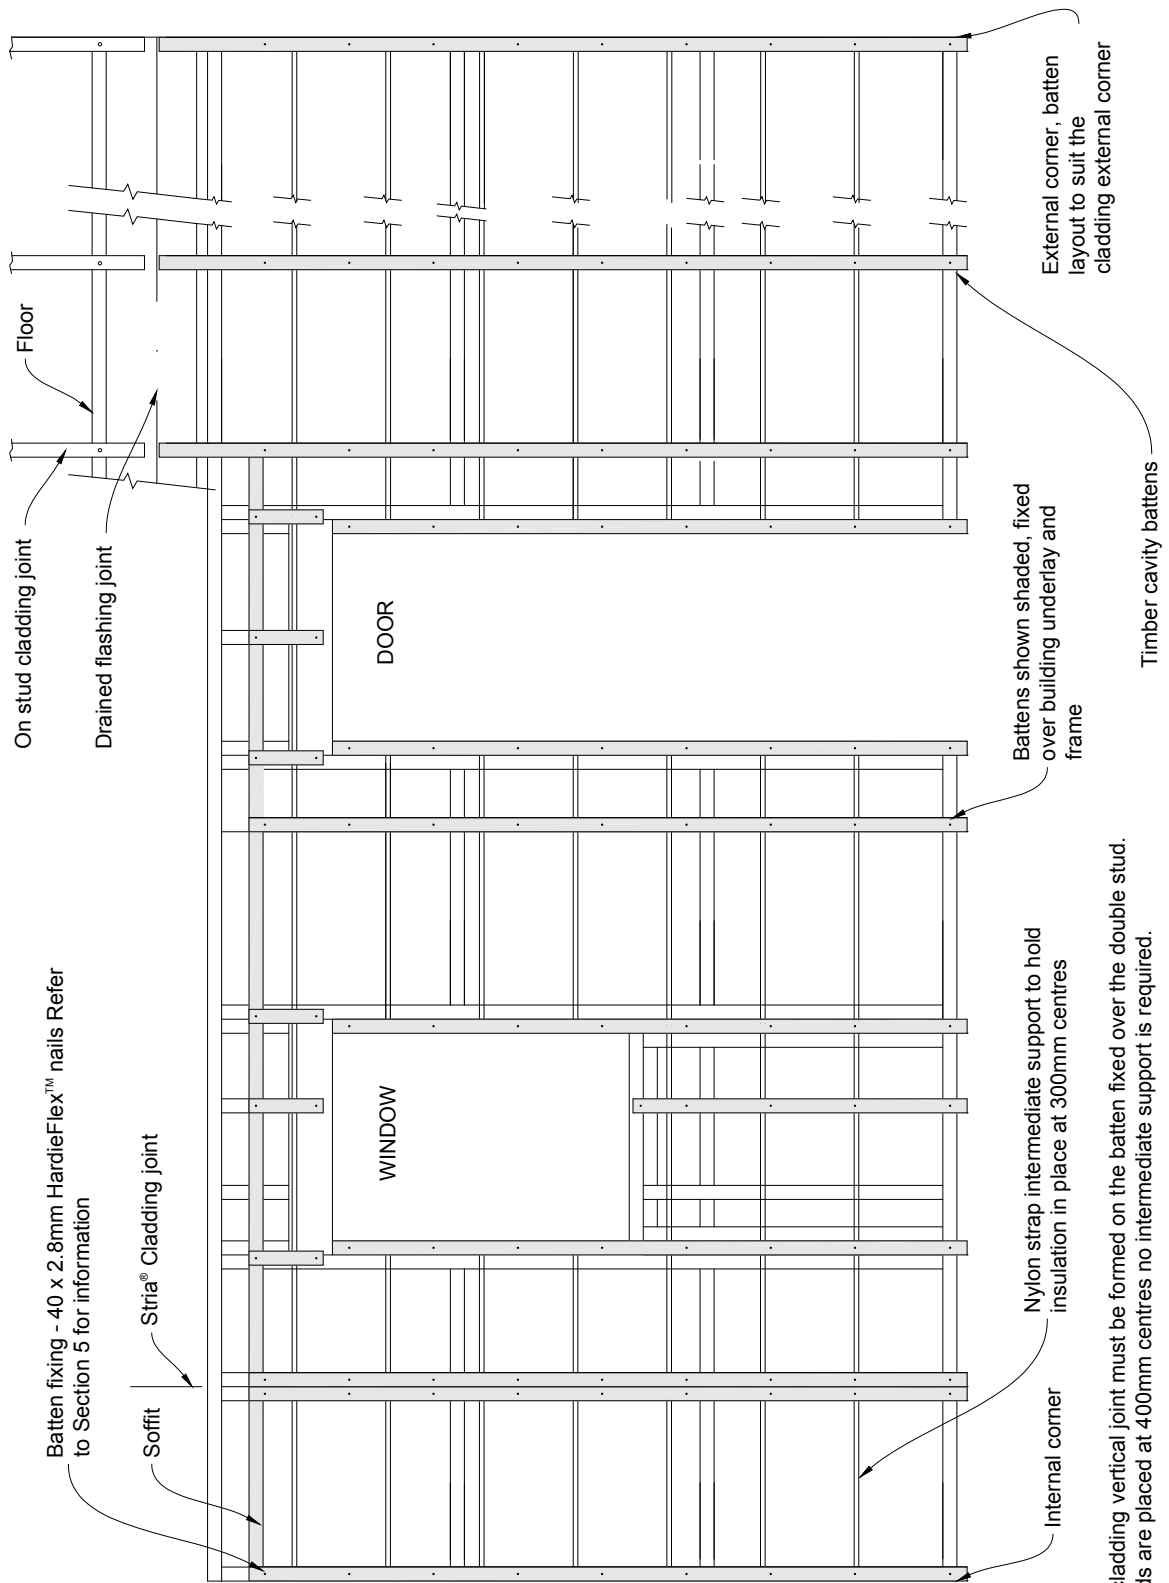 Batten fixing - 40 x 2.8mm HardieFlex™ nails Refer
to Section 5 for information
Soffit
Stria® Cladding joint
On stud cladding joint
Drained flashing joint
Floor
WINDOW
DOOR
Internal corner
Nylon strap intermediate support to hold
insulation in place at 300mm centres
Battens shown shaded, fixed
over building underlay and
frame
Timber cavity battens
External corner, batten
layout to suit the
cladding external corner
cladding vertical joint must be formed on the batten fixed over the double stud.
are placed at 400mm centres no intermediate support is required.